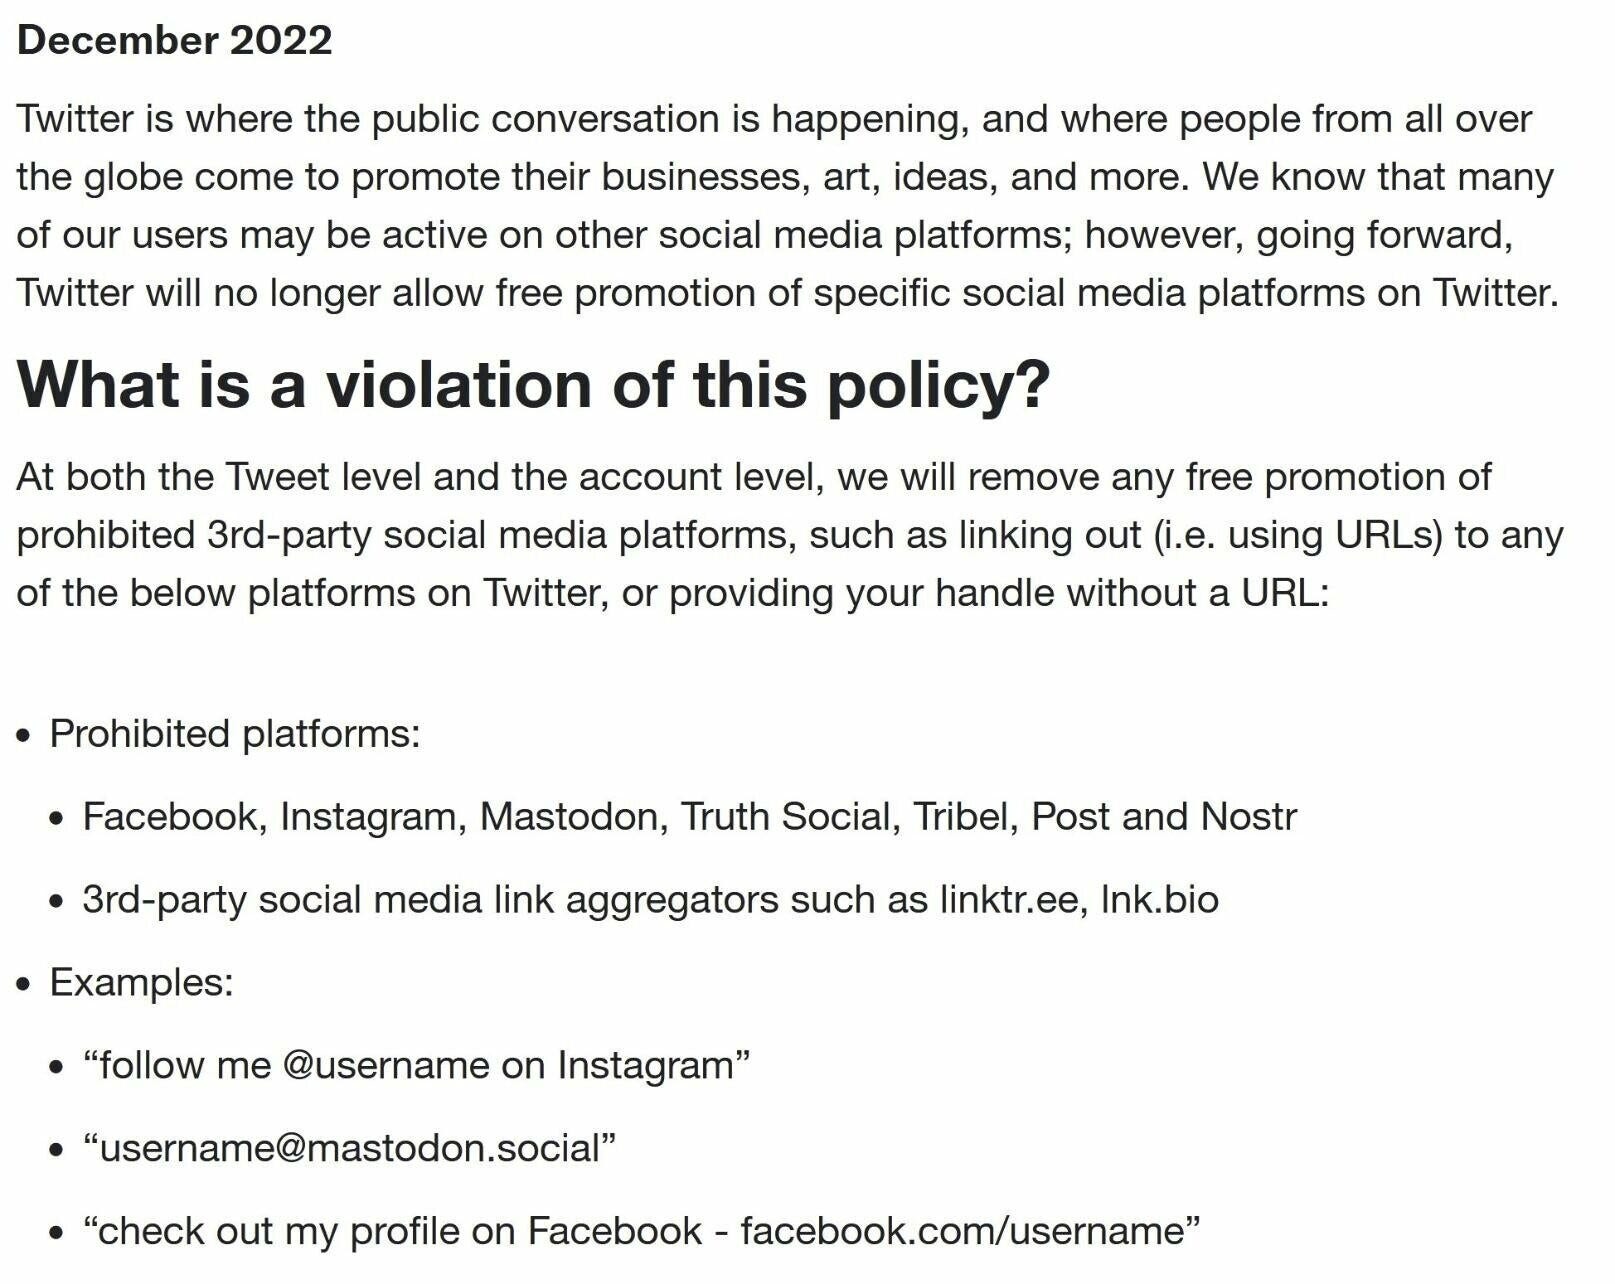 December 2022
Twitter is where the public conversation is happening, and where people from all over
the globe come to promote their businesses, art, ideas, and more. We know that many
of our users may be active on other social media platforms; however, going forward,
Twitter will no longer allow free promotion of specific social media platforms on Twitter.
What is a violation of this policy?
At both the Tweet level and the account level, we will remove any free promotion of
prohibited 3rd-party social media platforms, such as linking out (i.e. using URLs) to any
of the below platforms on Twitter, or providing your handle without a URL:
• Prohibited platforms:
• Facebook, Instagram, Mastodon, Truth Social, Tribel, Post and Nostr
• 3rd-party social media link aggregators such as linktr.ee, lnk.bio
• Examples:
• “follow me @username on Instagram”
• “username@mastodon.social”
• “check out my profile on Facebook - facebook.com/username”